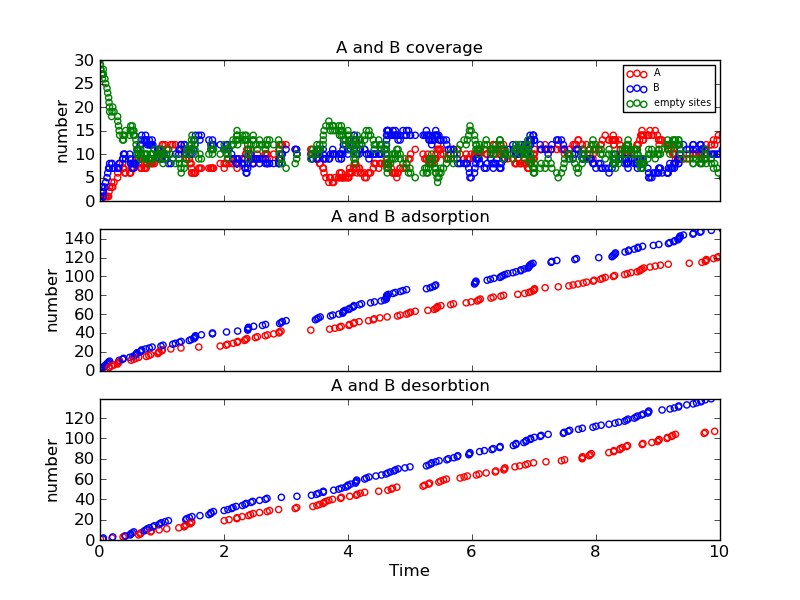 A and B coverage
30
25
20
15
10
5
0
number
A
B
empty sites
A and B adsorption
140
120
100
80
60
40
20
0
number
A and B desorbtion
120
100
80
60
40
20
0
number
0 2 4 6 8 10
Time